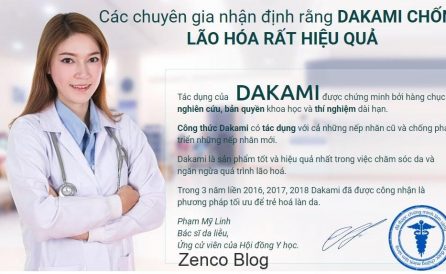 Các chuyên gia nhận định rằng DAKAMI CHỐN
LÃO HÓA RẤT HIỆU QUẢ
Tác dụng của DAKAMI được chứng minh bởi hàng chục
nghiên cứu, bản quyền khoa học và thí nghiệm dài hạn.
Công thức Dakami có tác dụng với cả những nếp nhăn cũ và chống phá
triển những nếp nhăn mới.
Dakami là sản phẩm tốt và hiệu quả nhất trong việc chăm sóc da và
ngăn ngừa quá trình lão hoá.
Trong 3 năm liền 2016, 2017, 2018 Dakami đã được công nhận là
phương pháp tối ưu để trẻ hoá làn da.
Phạm Mỹ Linh
Bác sĩ da liễu,
Ứng cử viên của Hội đồng Y học.
Zenco Blog